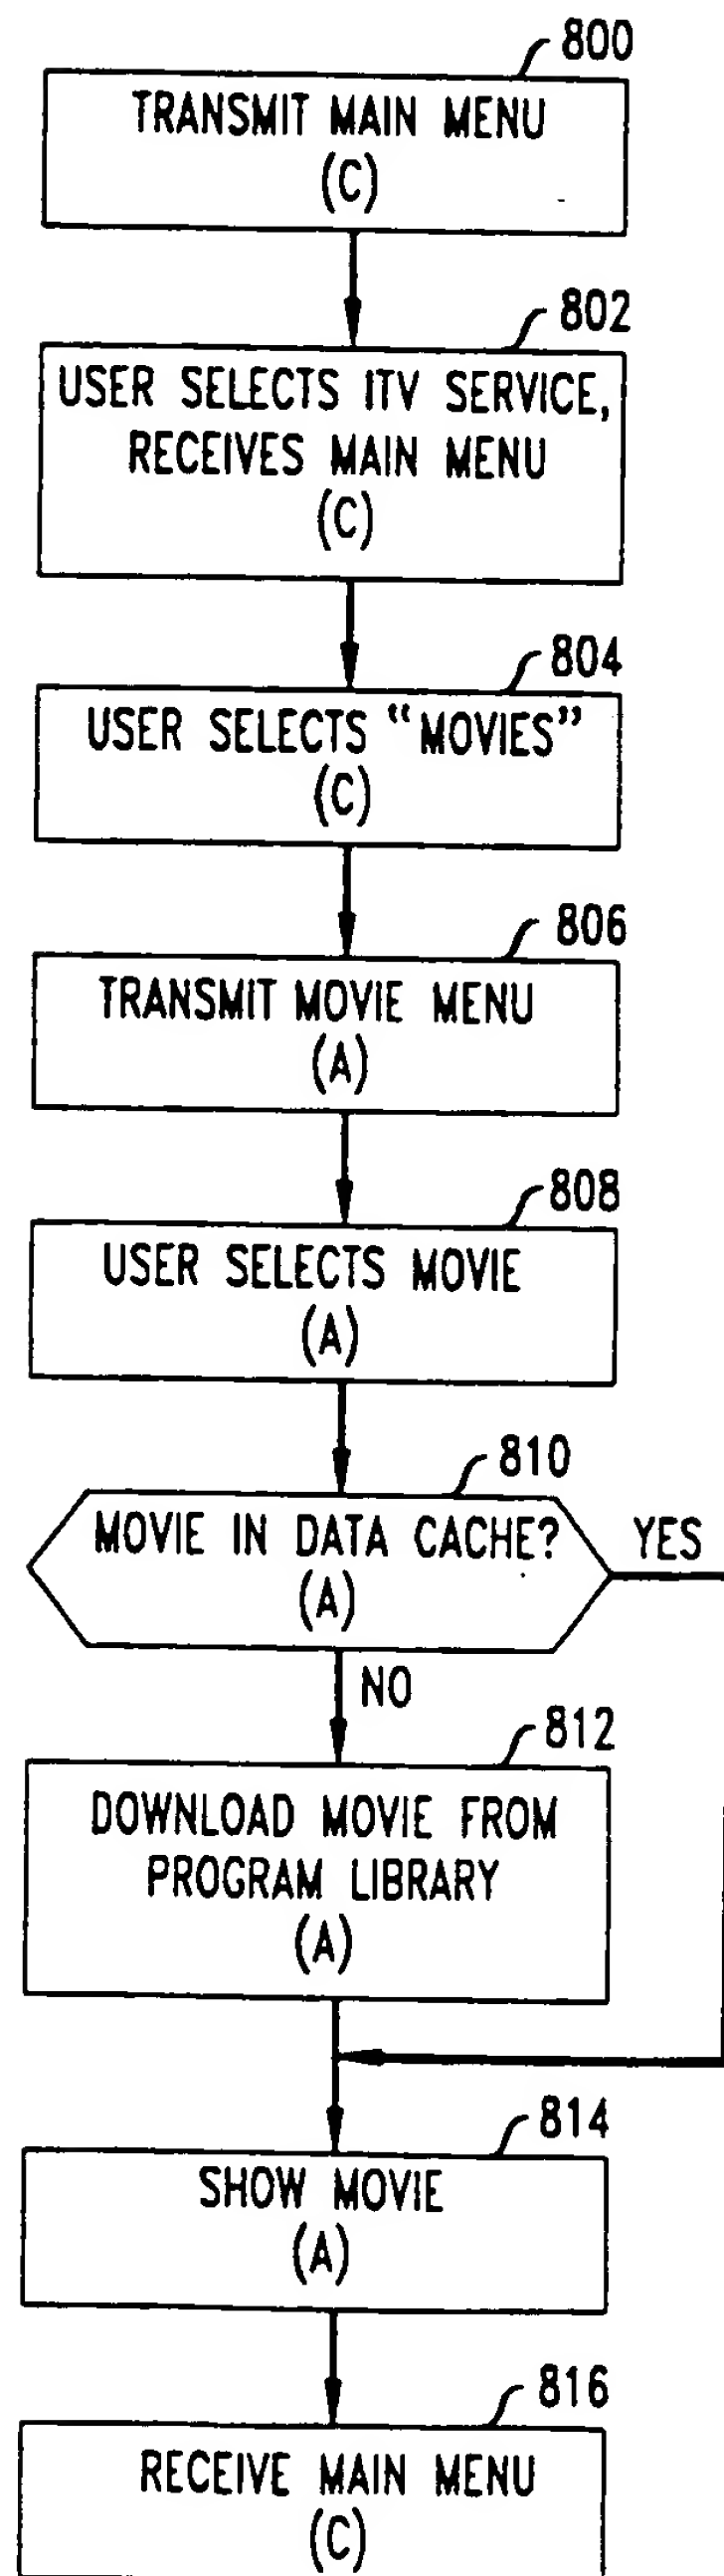 800
TRANSMIT MAIN MENU
(C)
802
USER SELECTS ITV SERVICE,
RECEIVES MAIN MENU
(C)
804
USER SELECTS “MOVIES”
(C)
806
TRANSMIT MOVIE MENU
(A)
808
USER SELECTS MOVIE
(A)
810
MOVIE IN DATA CACHE?
(A)
YES
NO
812
DOWNLOAD MOVIE FROM
PROGRAM LIBRARY
(A)
814
SHOW MOVIE
(A)
816
RECEIVE MAIN MENU
(C)